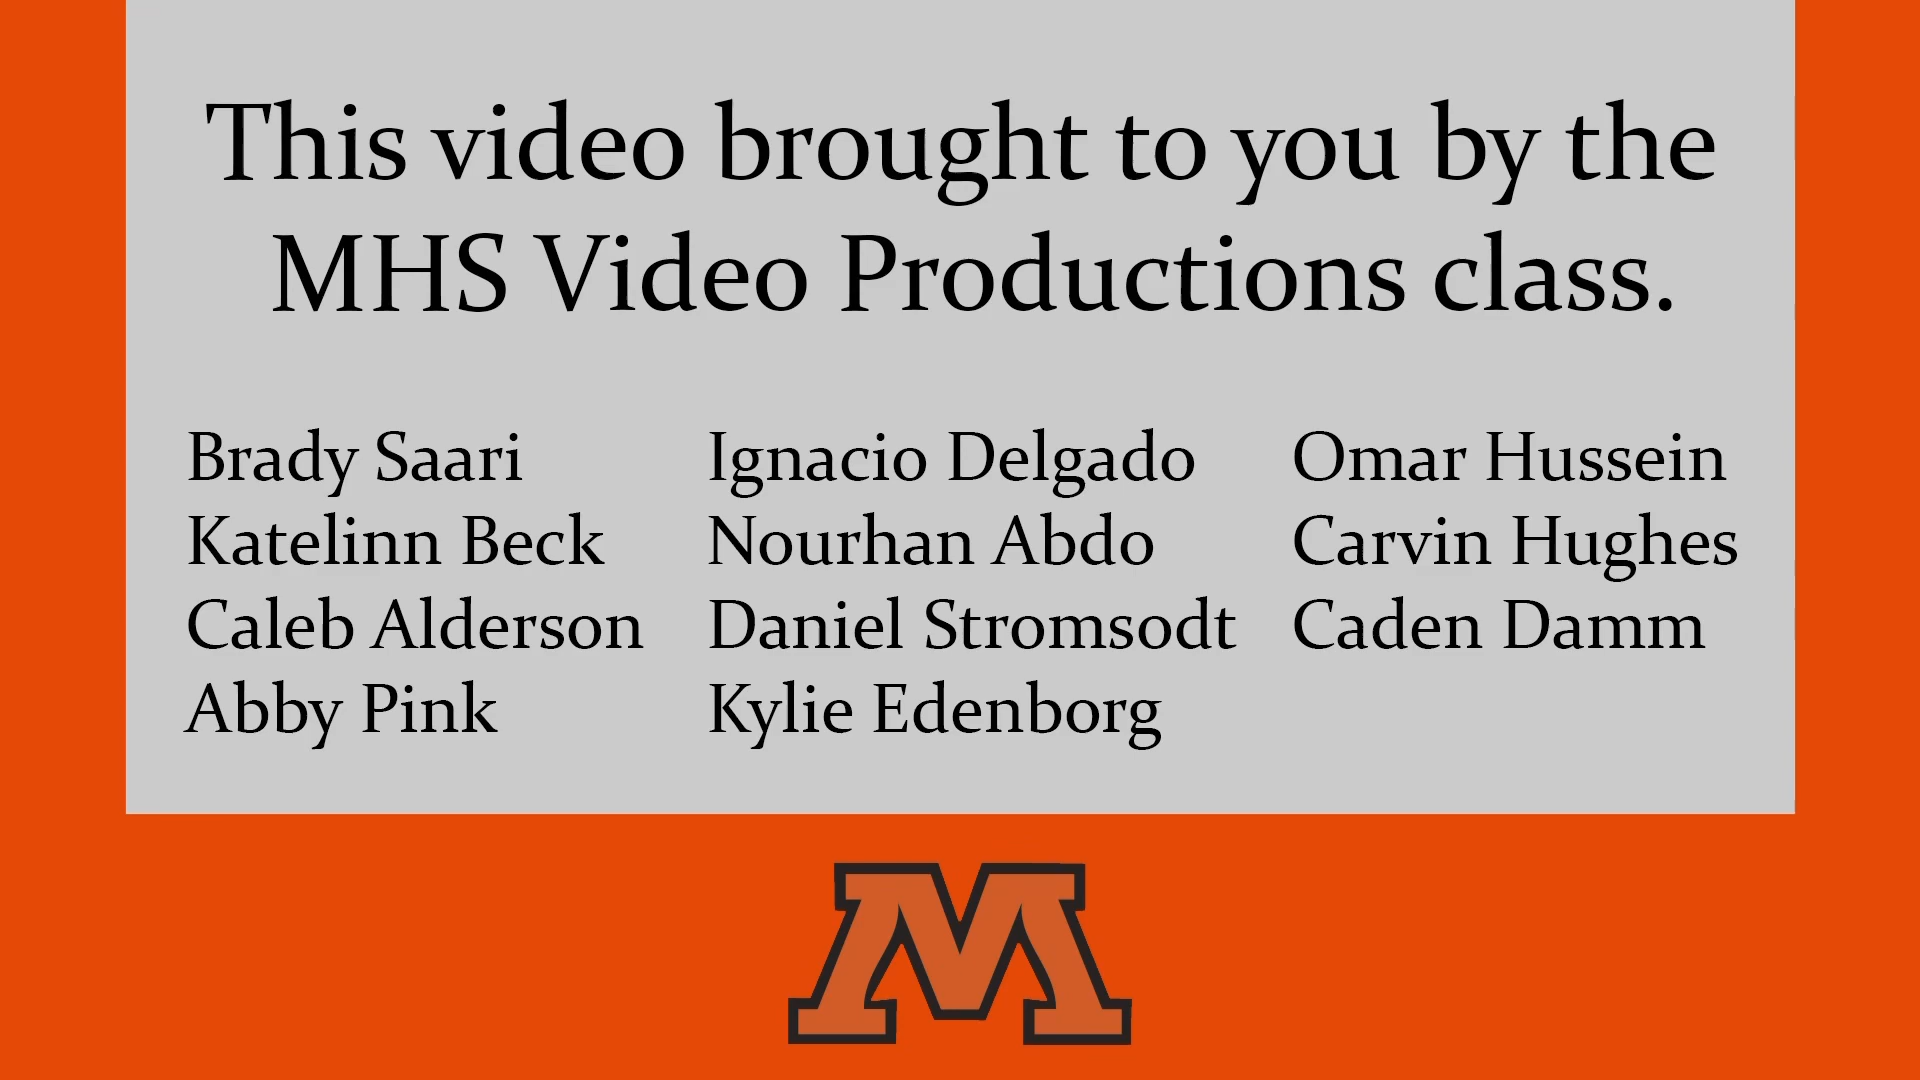 This video brought to you by the
MHS Video Productions class.
Brady Saari
Katelinn Beck
Caleb Alderson
Abby Pink
Ignacio Delgado
Nourhan Abdo
Daniel Stromsodt
Kylie Edenborg
Omar Hussein
Carvin Hughes
Caden Damm
M